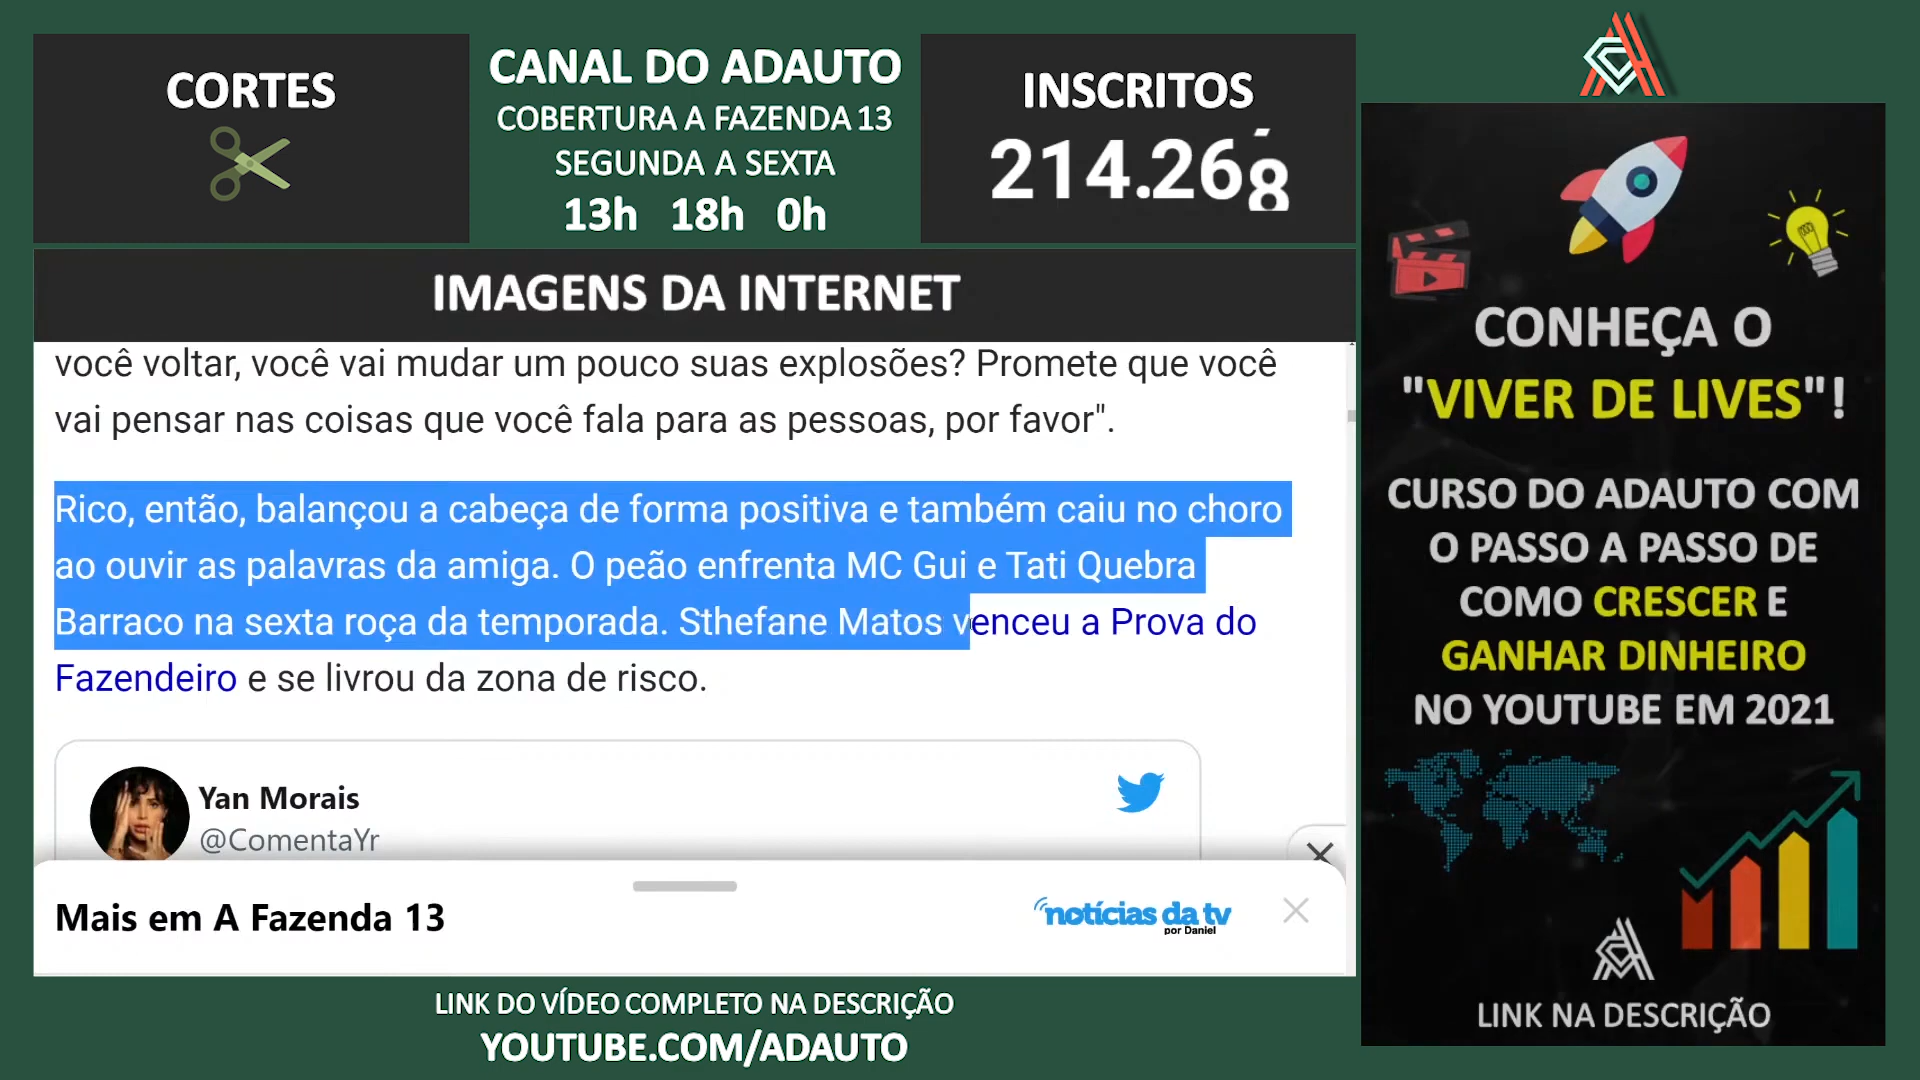 CORTES
CANAL DO ADAUTO
COBERTURA A FAZENDA 13
SEGUNDA A SEXTA
13h 18h 0h
INSCRITOS
214.268
IMAGENS DA INTERNET
você voltar, você vai mudar um pouco suas explosões? Promete que você
vai pensar nas coisas que você fala para as pessoas, por favor".
Rico, então, balançou a cabeça de forma positiva e também caiu no choro
ao ouvir as palavras da amiga. O peão enfrenta MC Gui e Tati Quebra
Barraco na sexta roça da temporada. Sthefane Matos venceu a Prova do
Fazendeiro e se livrou da zona de risco.
Yan Morais
@ComentaYr
Mais em A Fazenda 13
notícias da tv
por Daniel
LINK DO VÍDEO COMPLETO NA DESCRIÇÃO
YOUTUBE.COM/ADAUTO
CONHEÇA O
"VIVER DE LIVES"!
CURSO DO ADAUTO COM
O PASSO A PASSO DE
COMO CRESCER E
GANHAR DINHEIRO
NO YOUTUBE EM 2021
LINK NA DESCRIÇÃO